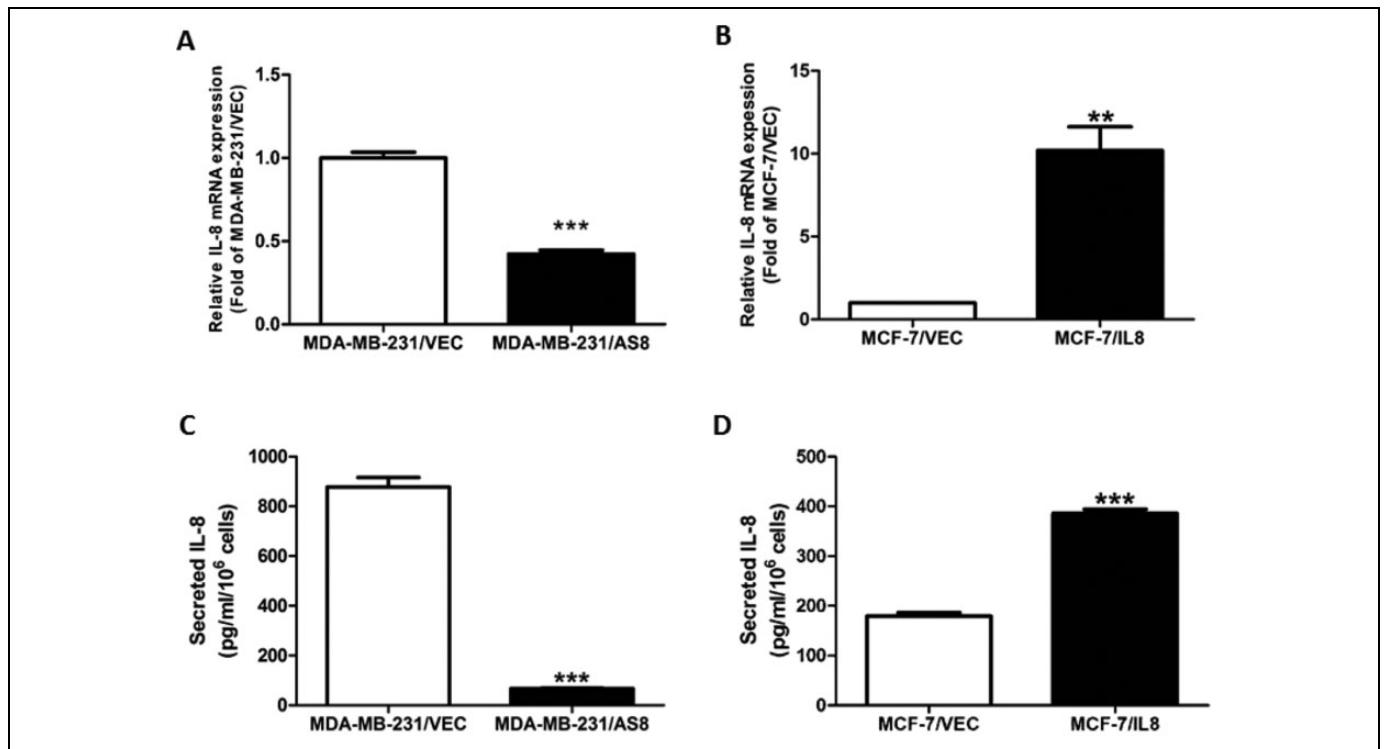 A
Relative IL-8 mRNA expression
(Fold of MDA-MB-231/VEC)
1.5
1.0
0.5
0.0
***
MDA-MB-231/VEC
MDA-MB-231/AS8
B
Relative IL-8 mRNA expession
(Fold of MCF-7/VEC)
15
10
5
0
**
MCF-7/VEC
MCF-7/IL8
C
Secreted IL-8
(pg/ml/10⁶ cells)
1000
800
600
400
200
0
***
MDA-MB-231/VEC
MDA-MB-231/AS8
D
Secreted IL-8
(pg/ml/10⁶ cells)
500
400
300
200
100
0
***
MCF-7/VEC
MCF-7/IL8